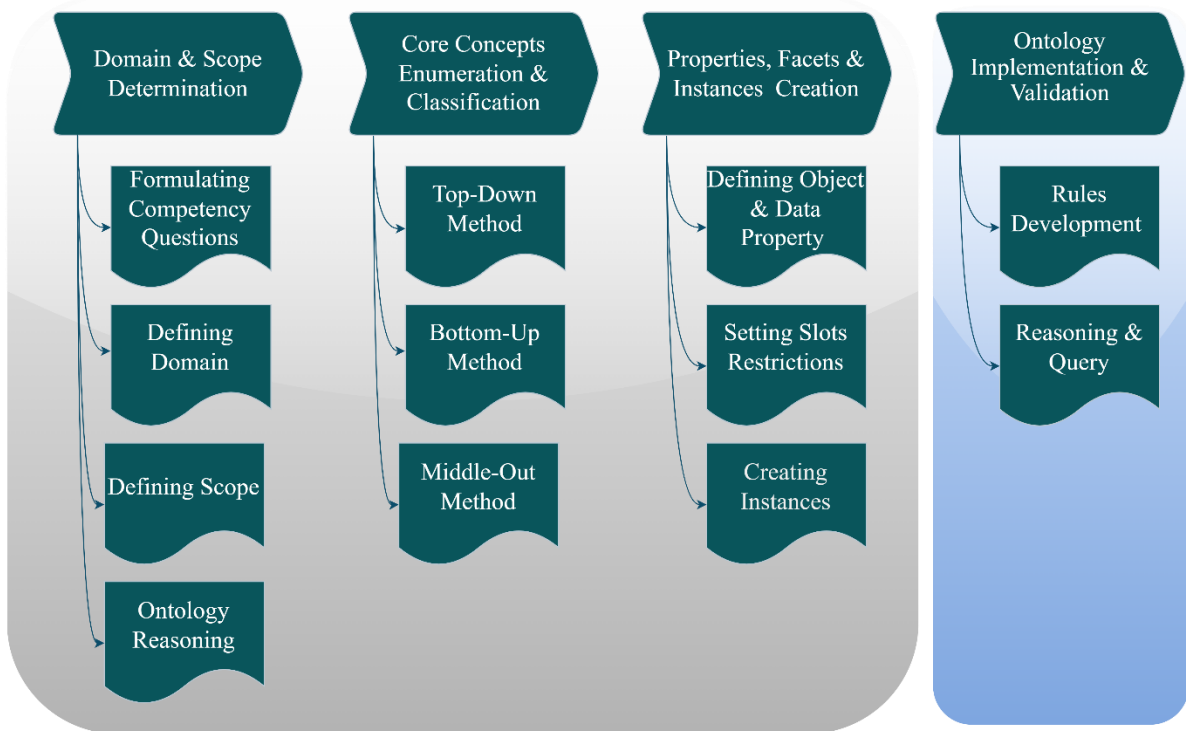 Domain & Scope
Determination
Core Concepts
Enumeration &
Classification
Properties, Facets &
Instances Creation
Ontology
Implementation &
Validation
Formulating
Competency
Questions
Defining
Domain
Defining Scope
Ontology
Reasoning
Top-Down
Method
Bottom-Up
Method
Middle-Out
Method
Defining Object
& Data
Property
Setting Slots
Restrictions
Creating
Instances
Rules
Development
Reasoning &
Query